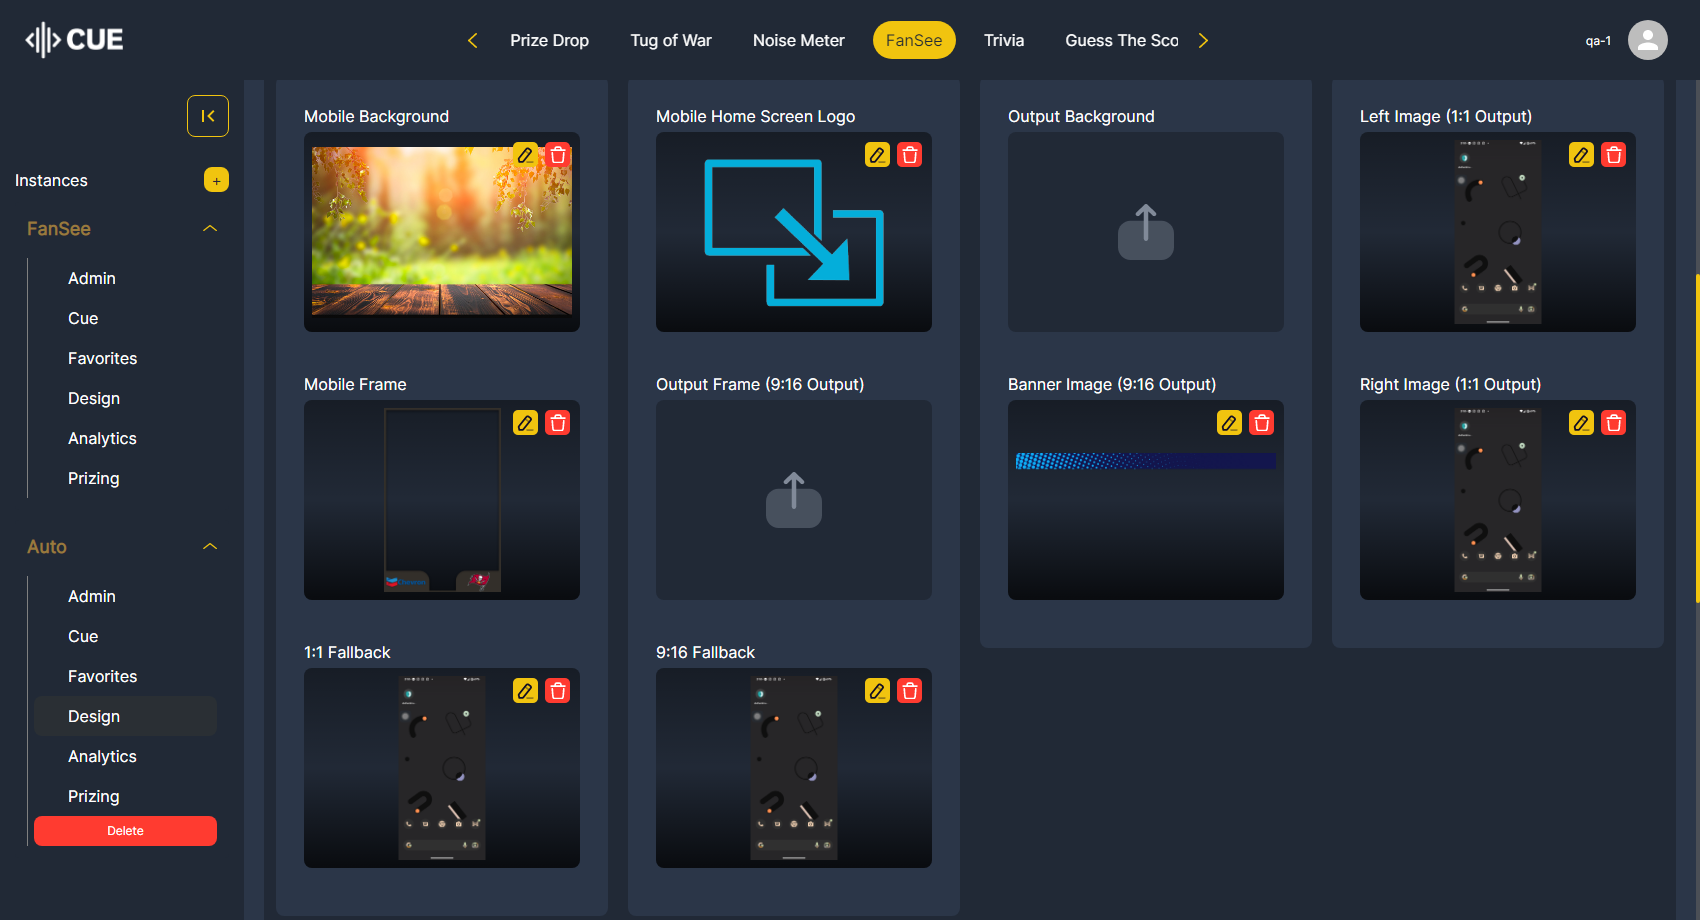 CUE
Prize Drop
Tug of War
Noise Meter
FanSee
Trivia
Guess The Sco
qa-1
Instances
+
FanSee
Admin
Cue
Favorites
Design
Analytics
Prizing
Auto
Admin
Cue
Favorites
Design
Analytics
Prizing
Delete
Mobile Background
Mobile Home Screen Logo
Output Background
Left Image (1:1 Output)
Mobile Frame
Output Frame (9:16 Output)
Banner Image (9:16 Output)
Right Image (1:1 Output)
1:1 Fallback
9:16 Fallback